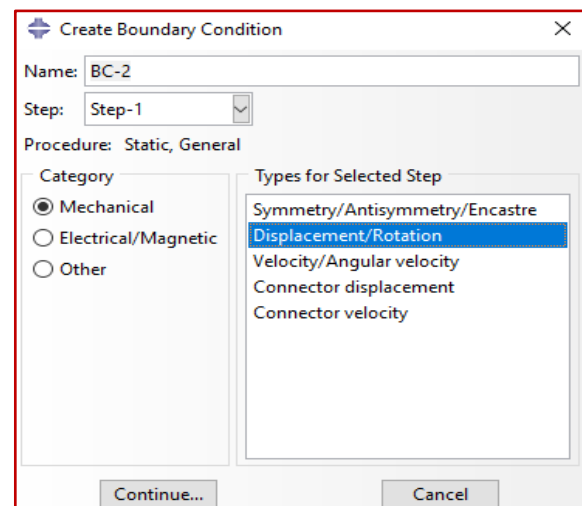 Create Boundary Condition
Name: BC-2
Step: Step-1
Procedure: Static, General
Category
Mechanical
Electrical/Magnetic
Other
Types for Selected Step
Symmetry/Antisymmetry/Encastre
Displacement/Rotation
Velocity/Angular velocity
Connector displacement
Connector velocity
Continue... Cancel